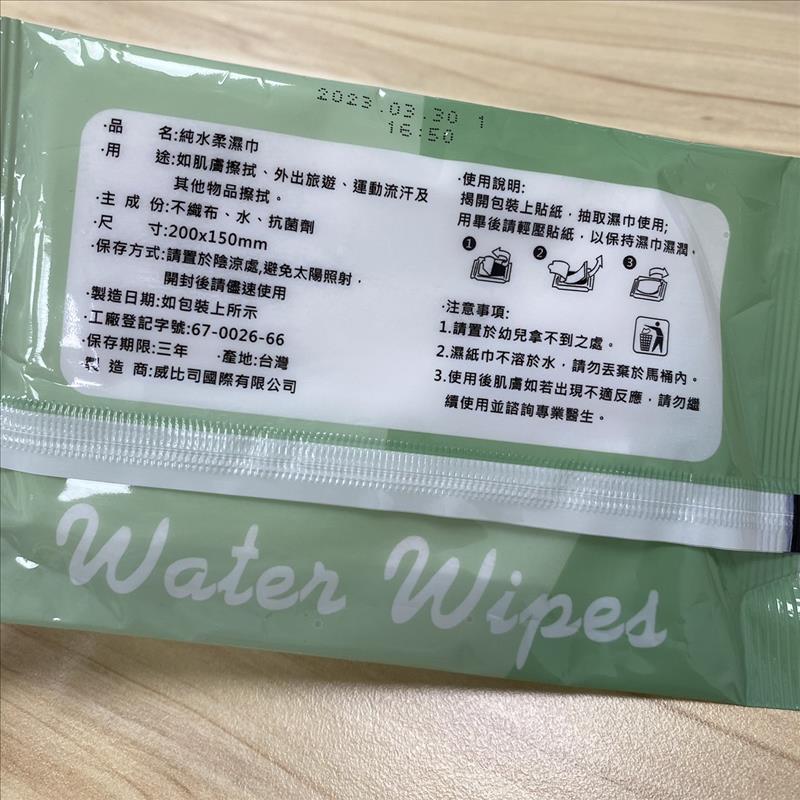 2023.03.30 1
16:50
·品 名:純水柔濕巾
·用 途:如肌膚擦拭、外出旅遊、運動流汗及
其他物品擦拭。
·主 成 份:不織布、水、抗菌劑
·尺 寸:200x150mm
·保存方式:請置於陰涼處,避免太陽照射,
開封後請儘速使用
·製造日期:如包裝上所示
·工廠登記字號:67-0026-66
·保存期限:三年 ·產地:台灣
製 造 商:威比司國際有限公司
·使用說明:
揭開包裝上貼紙,抽取濕巾使用;
用畢後請輕壓貼紙,以保持濕巾濕潤。
1 2 3
·注意事項:
1.請置於幼兒拿不到之處。
2.濕紙巾不溶於水,請勿丟棄於馬桶內。
3.使用後肌膚如若出現不適反應,請勿繼
續使用並諮詢專業醫生。
Water Wipes